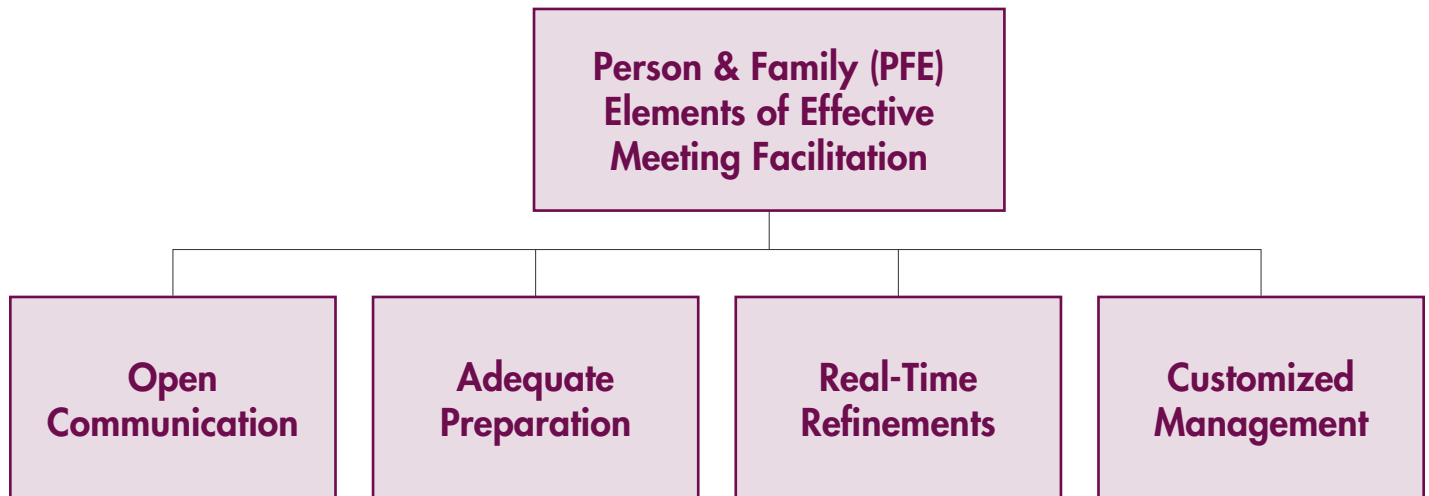 Person & Family (PFE)
Elements of Effective
Meeting Facilitation
Open
Communication
Adequate
Preparation
Real-Time
Refinements
Customized
Management